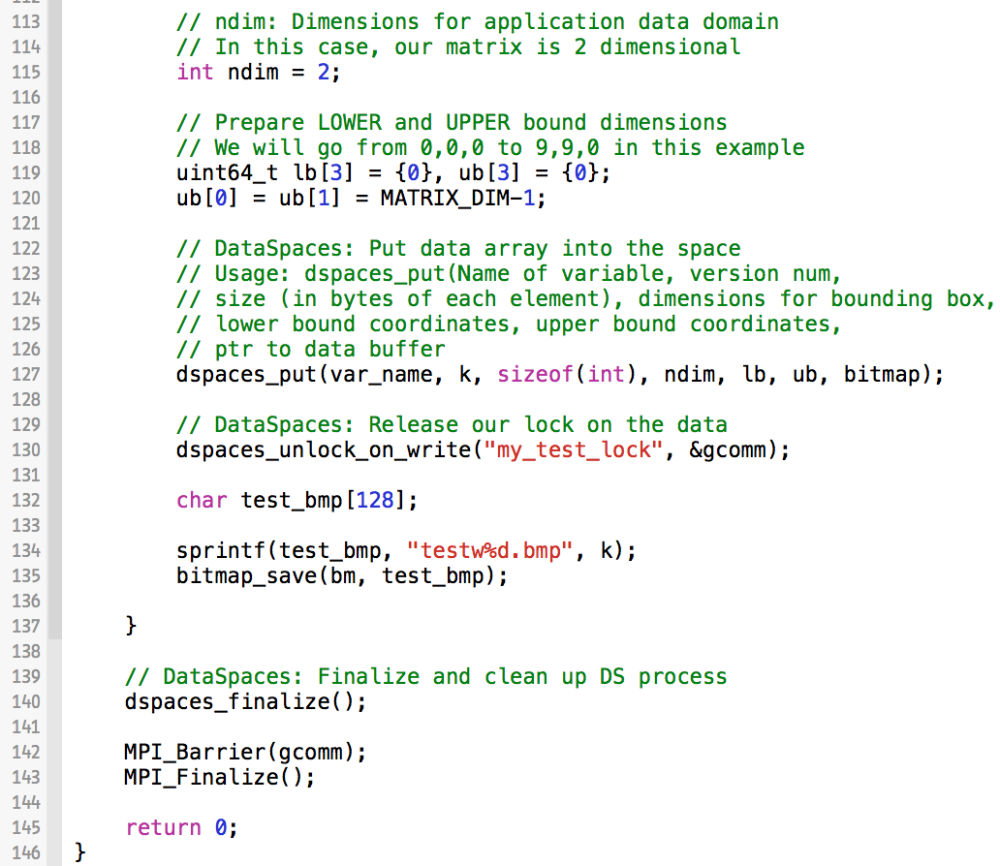 113 // ndim: Dimensions for application data domain
114 // In this case, our matrix is 2 dimensional
115 int ndim = 2;
116
117 // Prepare LOWER and UPPER bound dimensions
118 // We will go from 0,0,0 to 9,9,0 in this example
119 uint64_t lb[3] = {0}, ub[3] = {0};
120 ub[0] = ub[1] = MATRIX_DIM-1;
121
122 // DataSpaces: Put data array into the space
123 // Usage: dspaces_put(Name of variable, version num,
124 // size (in bytes of each element), dimensions for bounding box,
125 // lower bound coordinates, upper bound coordinates,
126 // ptr to data buffer
127 dspaces_put(var_name, k, sizeof(int), ndim, lb, ub, bitmap);
128
129 // DataSpaces: Release our lock on the data
130 dspaces_unlock_on_write("my_test_lock", &gcomm);
131
132 char test_bmp[128];
133
134 sprintf(test_bmp, "testw%d.bmp", k);
135 bitmap_save(bm, test_bmp);
136
137 }
138
139 // DataSpaces: Finalize and clean up DS process
140 dspaces_finalize();
141
142 MPI_Barrier(gcomm);
143 MPI_Finalize();
144
145 return 0;
146 }